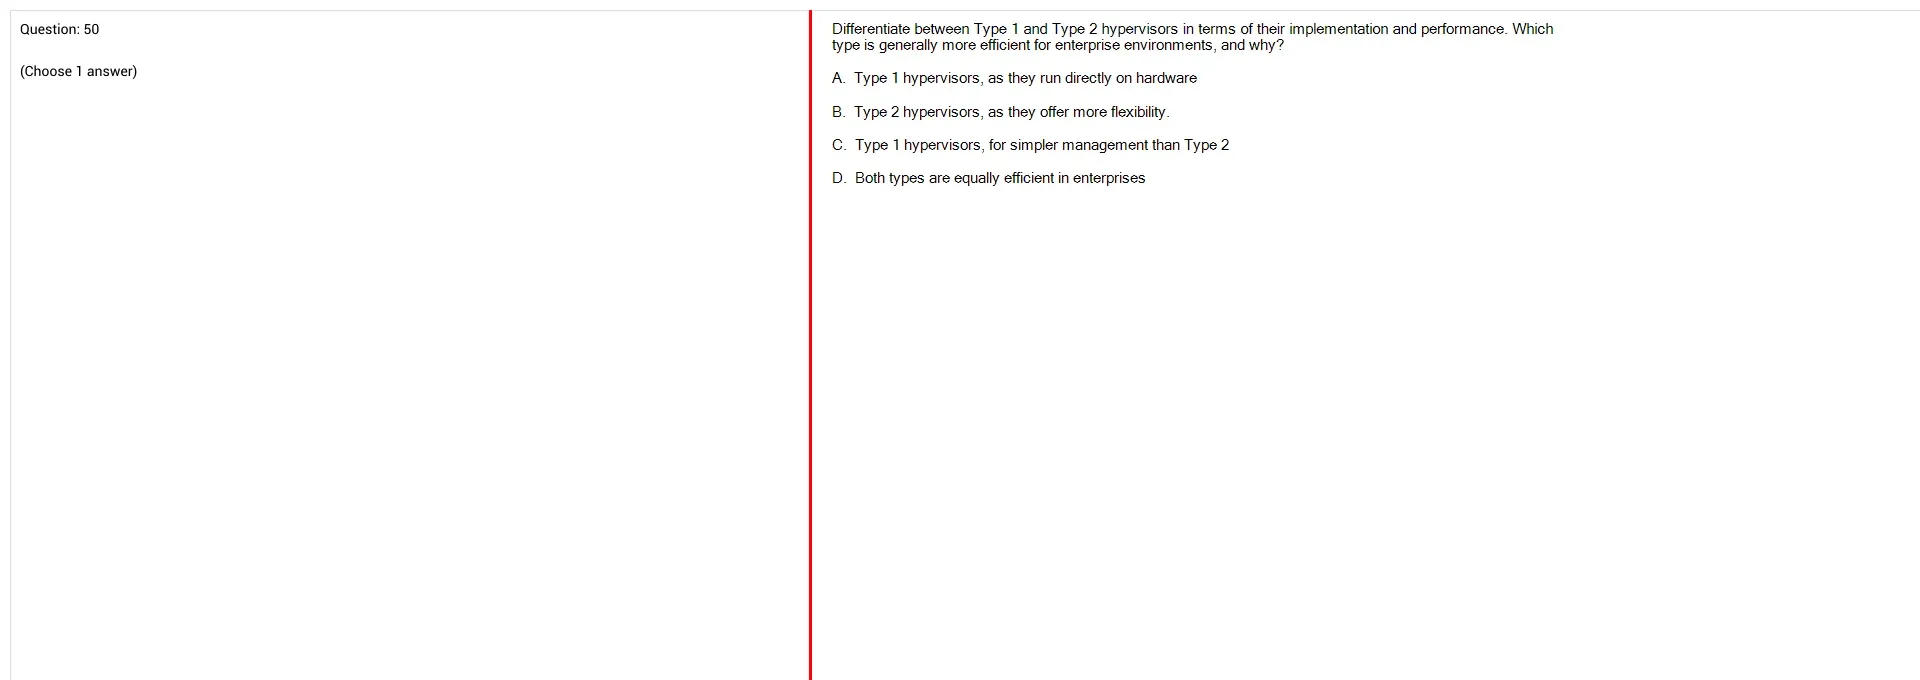 Question: 50
(Choose 1 answer)
Differentiate between Type 1 and Type 2 hypervisors in terms of their implementation and performance. Which
type is generally more efficient for enterprise environments, and why?
A. Type 1 hypervisors, as they run directly on hardware
B. Type 2 hypervisors, as they offer more flexibility.
C. Type 1 hypervisors, for simpler management than Type 2
D. Both types are equally efficient in enterprises